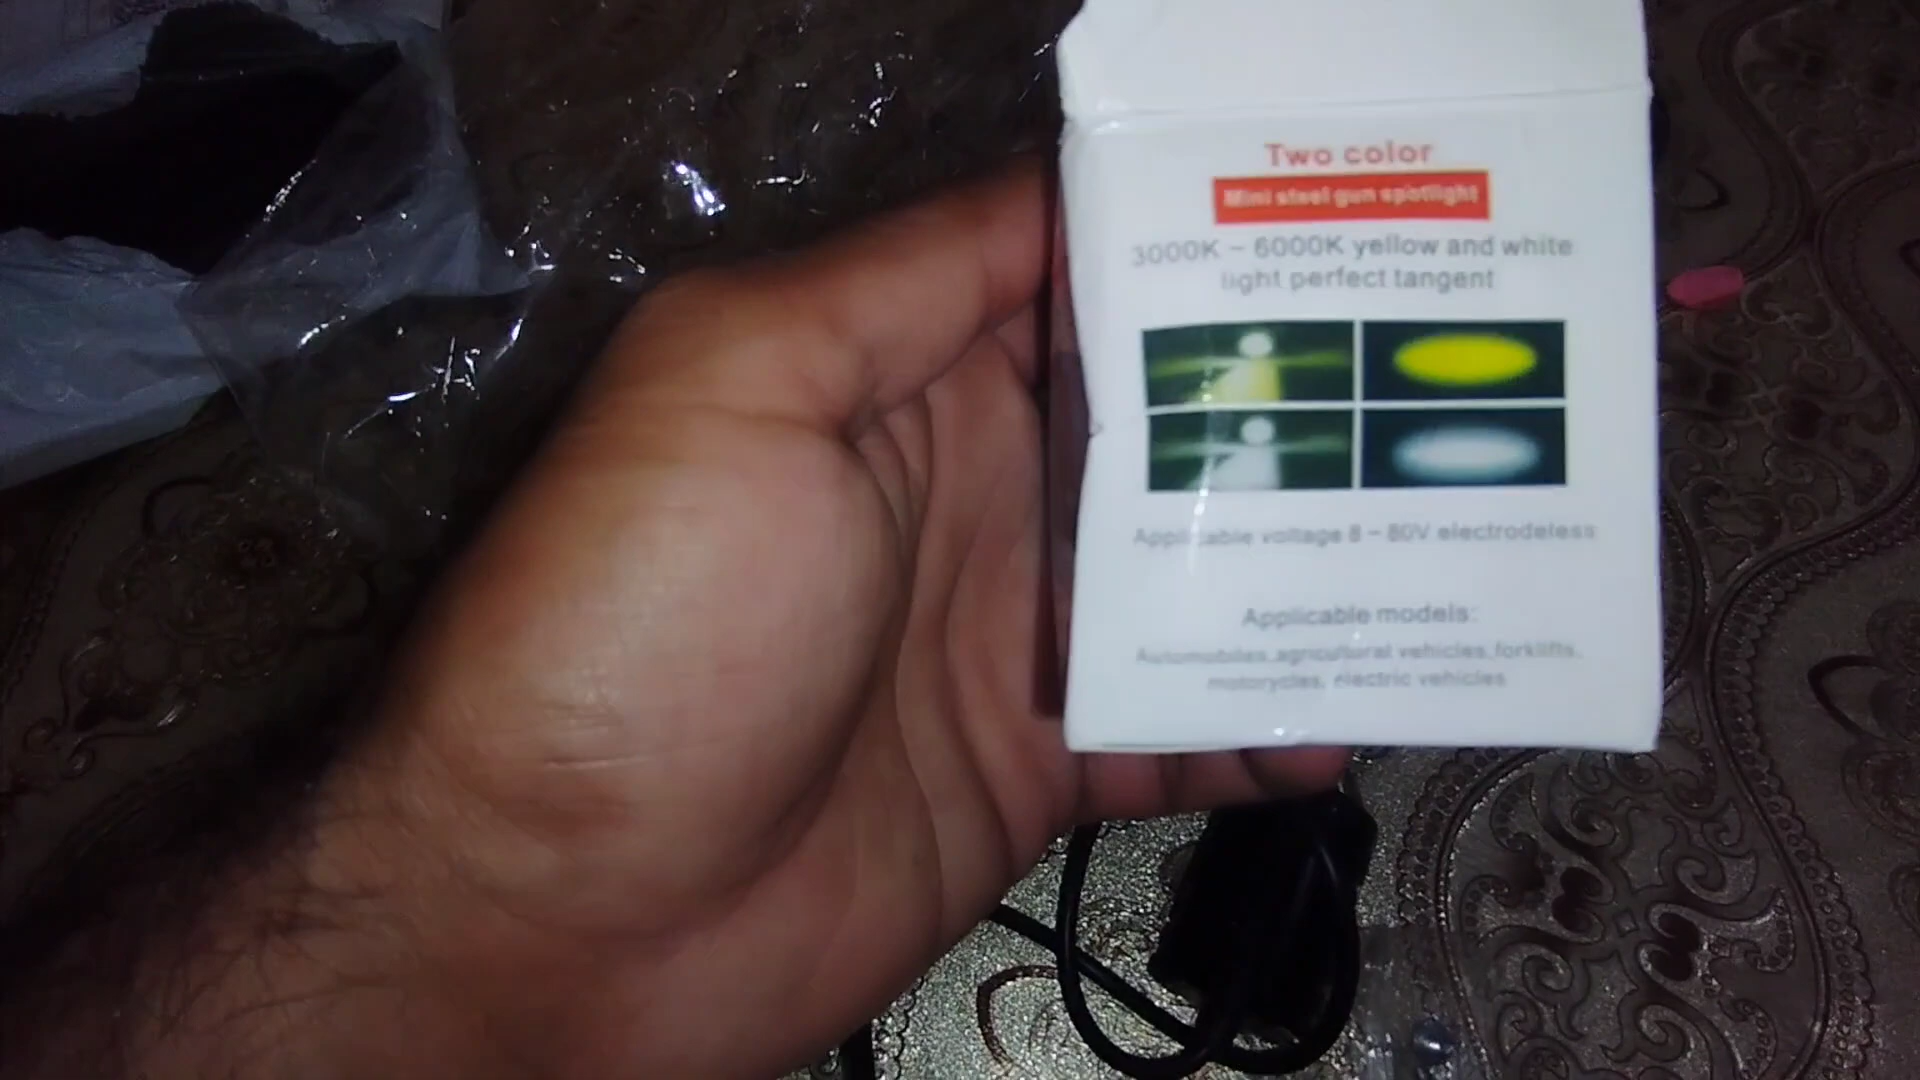 Two color
Mini steel gun spotlight
3000K - 6000K yellow and white
light perfect tangent
Applicable voltage 8 - 80V electrodeless
Applicable models:
Automobiles,agricultural vehicles,forklifts,
motorycles, electric vehicles